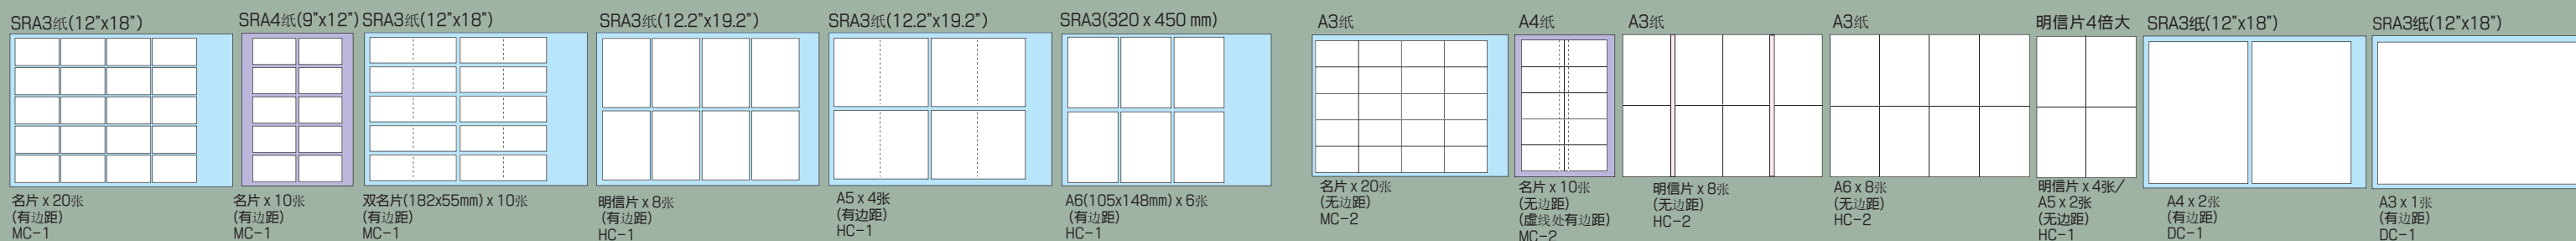 SRA3纸(12”x18”)
名片 x 20张
(有边距)
MC-1
SRA4纸(9”x12”)
名片 x 10张
(有边距)
MC-1
SRA3纸(12”x18”)
双名片(182x55mm) x 10张
(有边距)
MC-1
SRA3纸(12.2”x19.2”)
明信片 x 8张
(有边距)
HC-1
SRA3纸(12.2”x19.2”)
A5 x 4张
(有边距)
HC-1
SRA3(320 x 450 mm)
A6(105x148mm) x 6张
(有边距)
HC-1
A3纸
名片 x 20张
(无边距)
MC-2
A4纸
名片 x 10张
(无边距)
(虚线处有边距)
MC-2
A3纸
明信片 x 8张
(无边距)
HC-2
A3纸
A6 x 8张
(无边距)
HC-2
明信片4倍大
明信片 x 4张/
A5 x 2张
(无边距)
HC-1
SRA3纸(12”x18”)
A4 x 2张
(有边距)
DC-1
SRA3纸(12”x18”)
A3 x 1张
(有边距)
DC-1